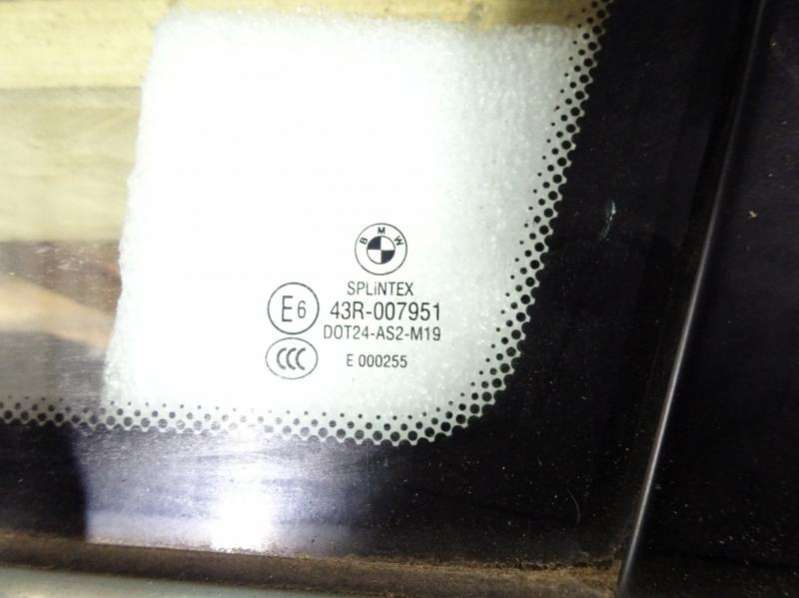 BMW
SPLiNTEX
E6 43R-007951
DOT24-AS2-M19
CCC E 000255